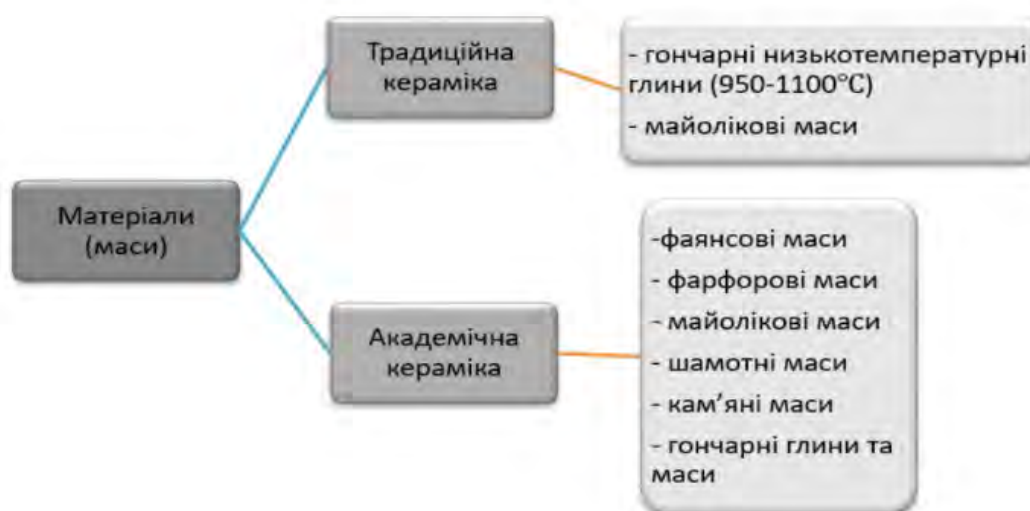 Традиційна
кераміка
- гончарні низькотемпературні
глини (950-1100°С)
- майолікові маси
Матеріали
(маси)
Академічна
кераміка
-фаянсові маси
- фарфорові маси
- майолікові маси
- шамотні маси
- кам’яні маси
- гончарні глини та
маси